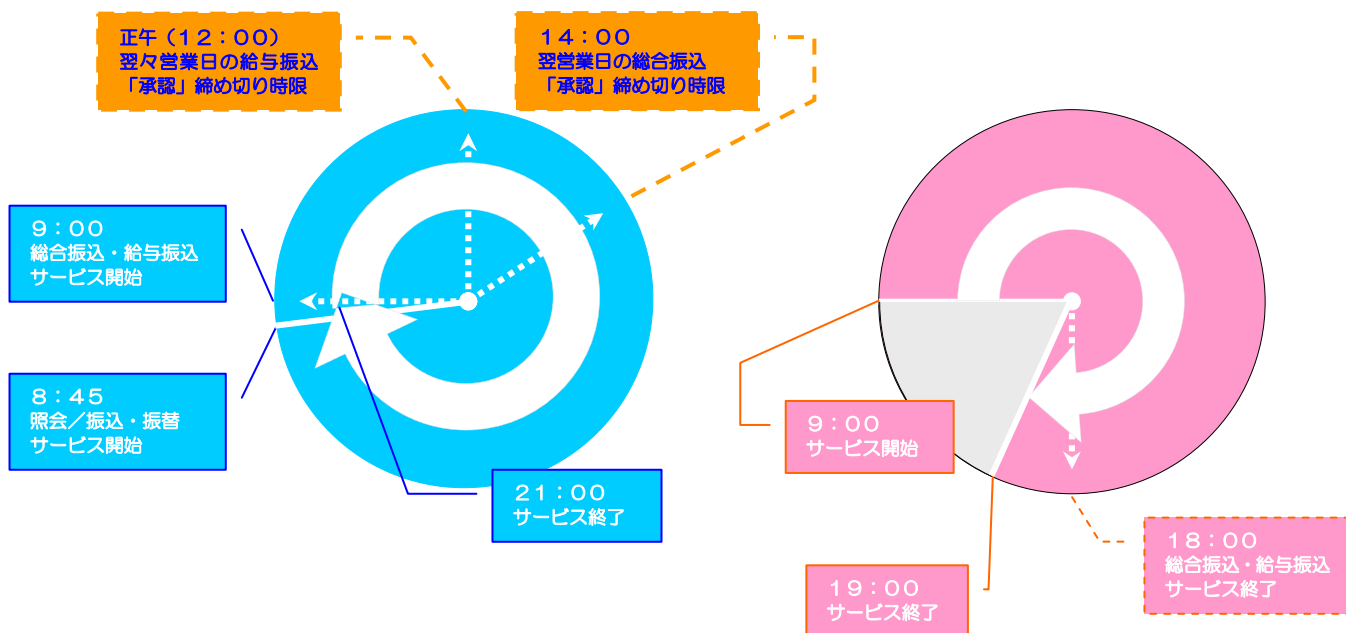 正午（１２：００）
翌々営業日の給与振込
「承認」締め切り時限
１４：００
翌営業日の総合振込
「承認」締め切り時限
９：００
総合振込・給与振込
サービス開始
８：４５
照会／振込・振替
サービス開始
２１：００
サービス終了
９：００
サービス開始
１８：００
総合振込・給与振込
サービス終了
１９：００
サービス終了